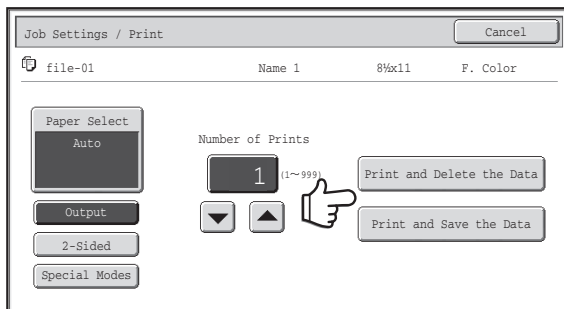 Job Settings / Print
Cancel
file-01 Name 1 8½x11 F. Color
Paper Select
Auto
Number of Prints
1 (1~999)
Print and Delete the Data
Output
Print and Save the Data
2-Sided
Special Modes